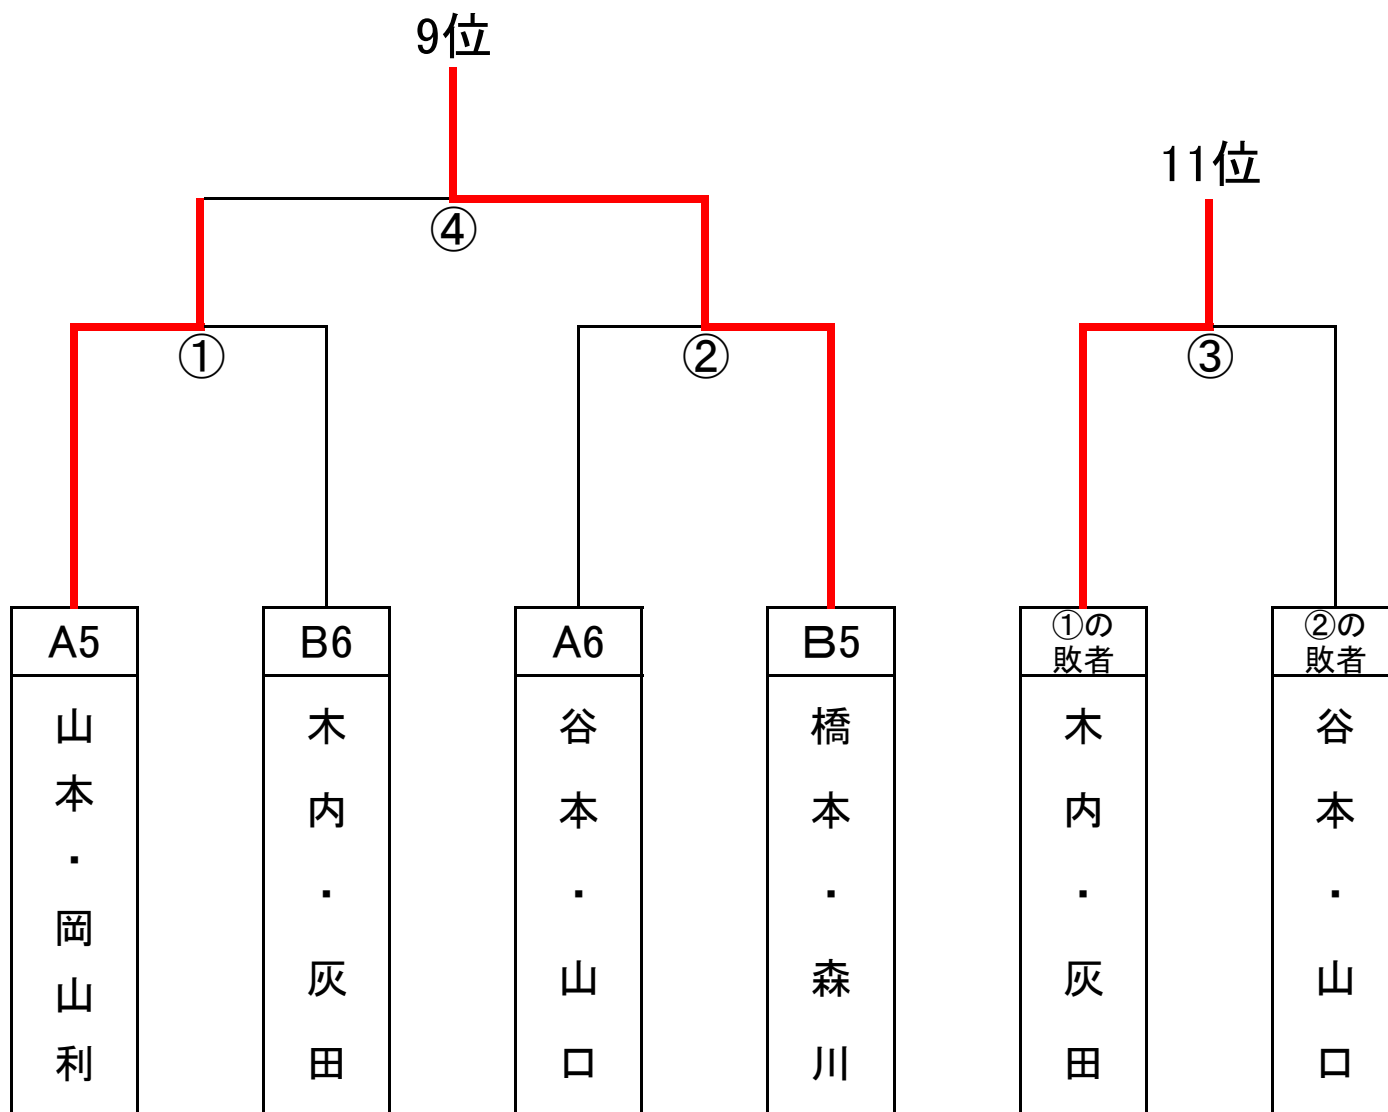 9位
11位
④
①
②
③
A5
B6
A6
B5
①の
敗者
②の
敗者
山本・岡山利
木内・灰田
谷本・山口
橋本・森川
木内・灰田
谷本・山口